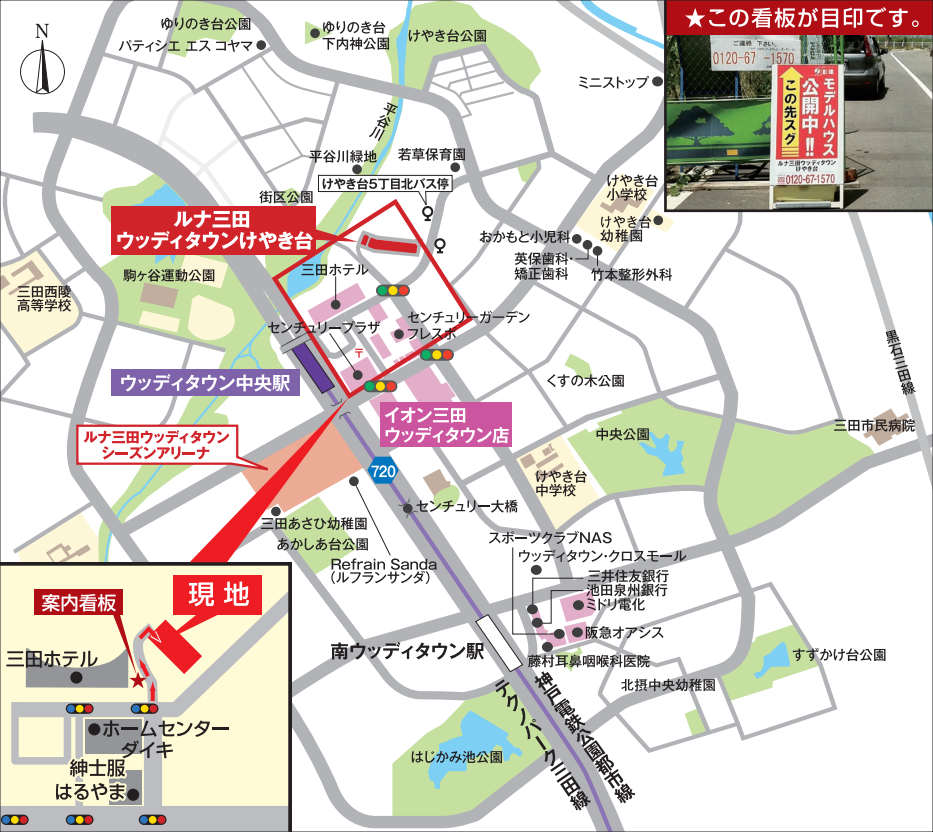 ★この看板が目印です。
ご連絡 下さい。
0120-67-1570
創建
モデルハウス
公開中!!
この先スグ
ルナ三田ウッディタウン
けやき台
0120-67-1570
N
ゆりのき台公園
パティシエ エス コヤマ
ゆりのき台
下内神公園
けやき台公園
ミニストップ
平谷川
平谷川緑地
若草保育園
けやき台5丁目北バス停
街区公園
けやき台
小学校
けやき台
幼稚園
ルナ三田
ウッディタウンけやき台
おかもと小児科
英保歯科・
矯正歯科
竹本整形外科
駒ヶ谷運動公園
三田ホテル
三田西陵
高等学校
センチュリープラザ
センチュリーガーデン
フレスポ
〒
黒石三田線
ウッディタウン中央駅
くすの木公園
イオン三田
ウッディタウン店
ルナ三田ウッディタウン
シーズンアリーナ
中央公園
三田市民病院
720
けやき台
中学校
センチュリー大橋
三田あさひ幼稚園
あかしあ台公園
スポーツクラブNAS
ウッディタウン・クロスモール
Refrain Sanda
(ルフランサンダ)
三井住友銀行
池田泉州銀行
ミドリ電化
阪急オアシス
藤村耳鼻咽喉科医院
南ウッディタウン駅
すずかけ台公園
北摂中央幼稚園
神戸電鉄公園都市線
テクノパーク三田線
はじかみ池公園
現地
案内看板
三田ホテル
★
ホームセンター
ダイキ
紳士服
はるやま